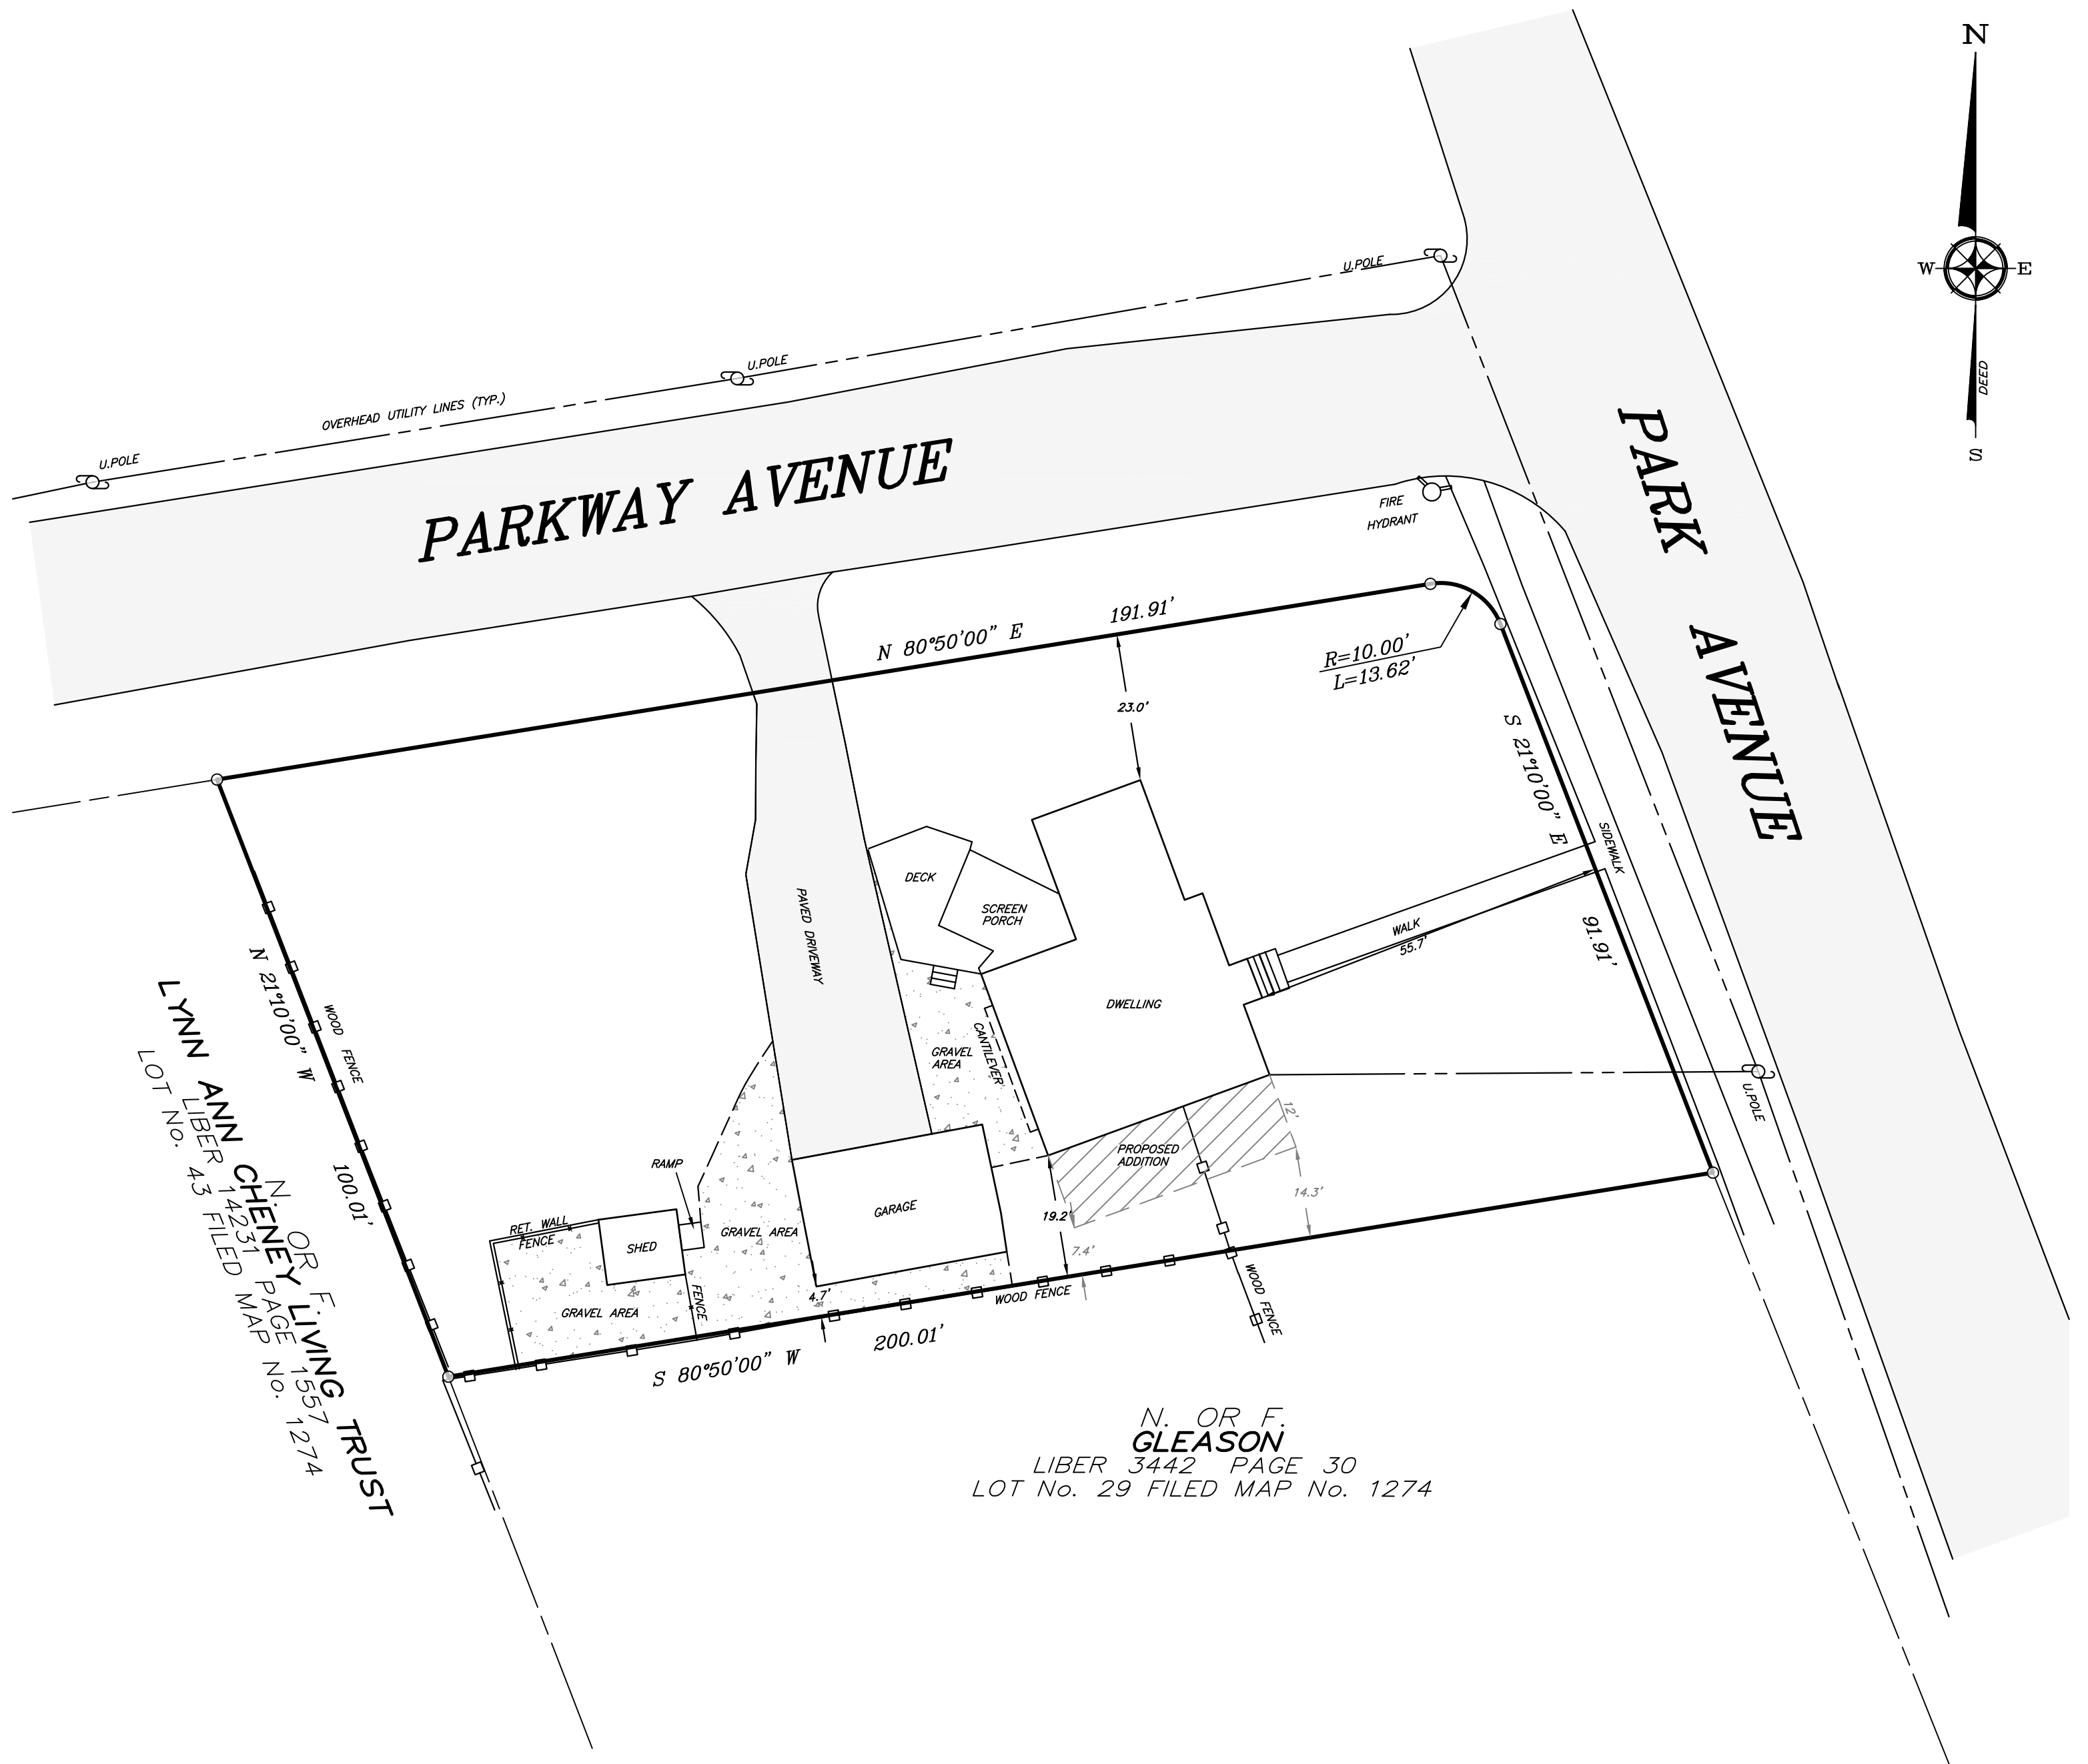 N
W
E
DEED
S
U.POLE
U.POLE
OVERHEAD UTILITY LINES (TYP.)
U.POLE
PARKWAY AVENUE
PARK AVENUE
FIRE
HYDRANT
N 80°50'00" E
191.91'
R=10.00'
L=13.62'
23.0'
S 21°10'00" E
91.91'
SIDEWALK
DECK
SCREEN
PORCH
PAVED DRIVEWAY
WALK
55.7'
DWELLING
CANTILEVER
GRAVEL
AREA
U.POLE
N 21°10'00" W
100.01'
WOOD FENCE
12'
PROPOSED
ADDITION
14.3'
19.2'
7.4'
RAMP
GARAGE
RET. WALL
FENCE
SHED
GRAVEL AREA
FENCE
GRAVEL AREA
4.7'
WOOD FENCE
WOOD FENCE
S 80°50'00" W
200.01'
N. OR F.
LYNN ANN CHENEY LIVING TRUST
LIBER 14231 PAGE 1557
LOT No. 43 FILED MAP No. 1274
N. OR F.
GLEASON
LIBER 3442 PAGE 30
LOT No. 29 FILED MAP No. 1274